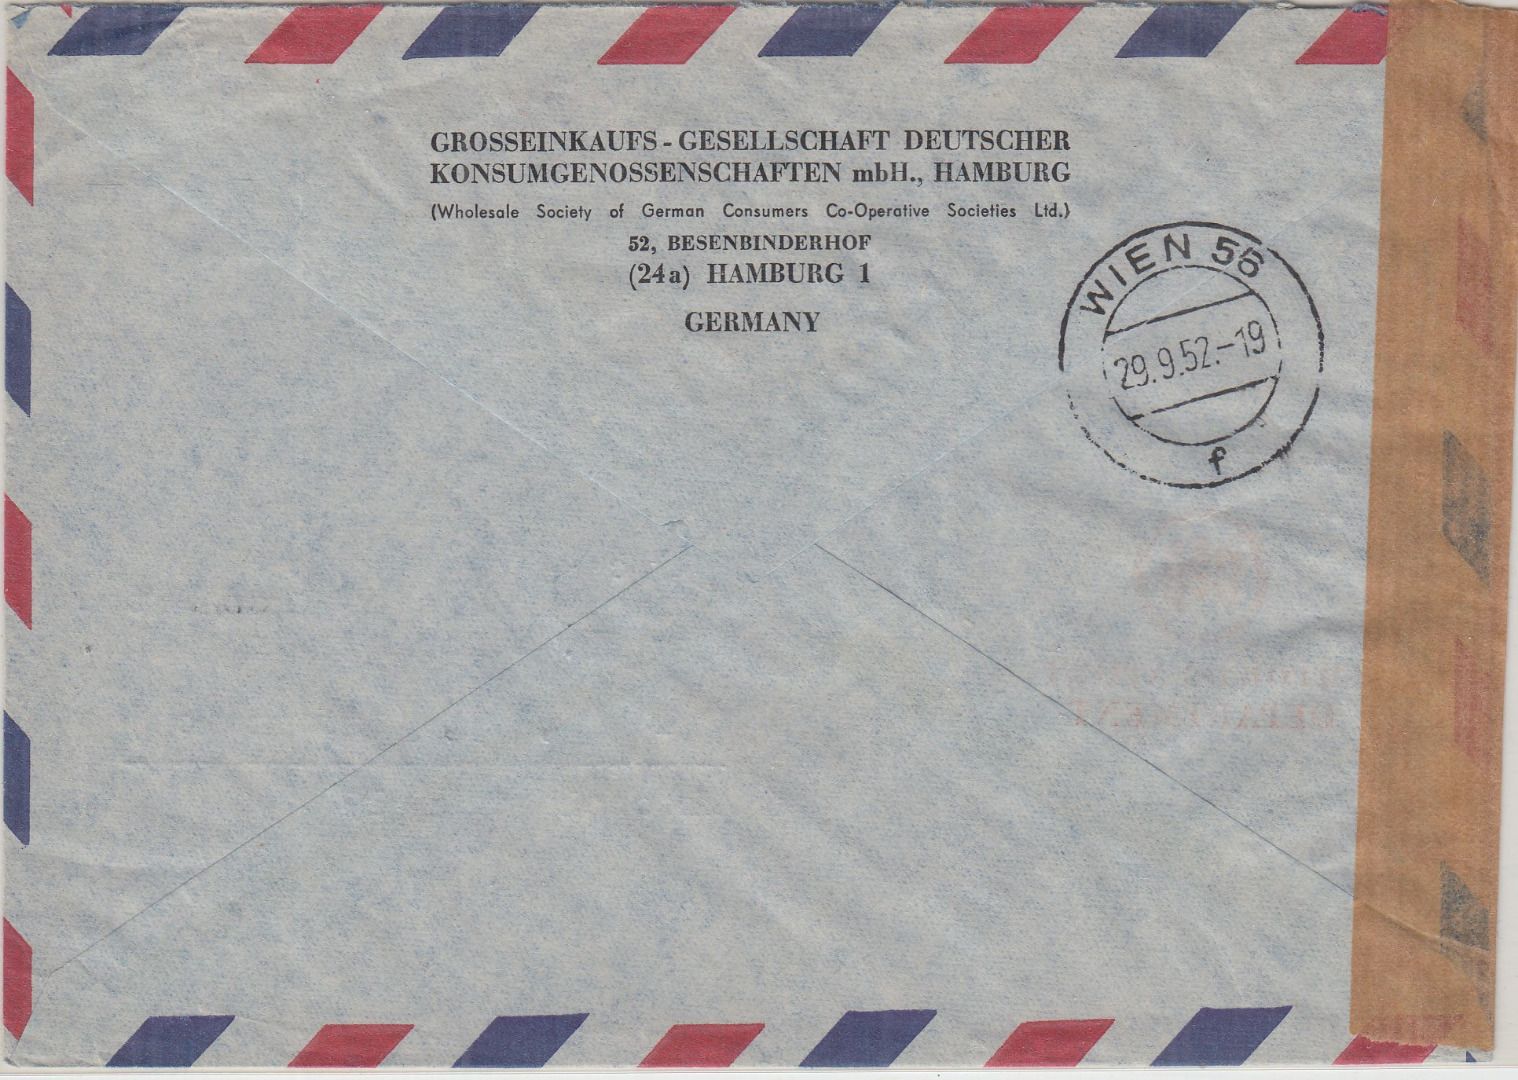 GROSSEINKAUFS-GESELLSCHAFT DEUTSCHER
KONSUMGENOSSENSCHAFTEN mbH., HAMBURG
(Wholesale Society of German Consumers Co-Operative Societies Ltd.)
52, BESENBINDERHOF
(24a) HAMBURG 1
GERMANY
WIEN 55
29.9.52.-19
f